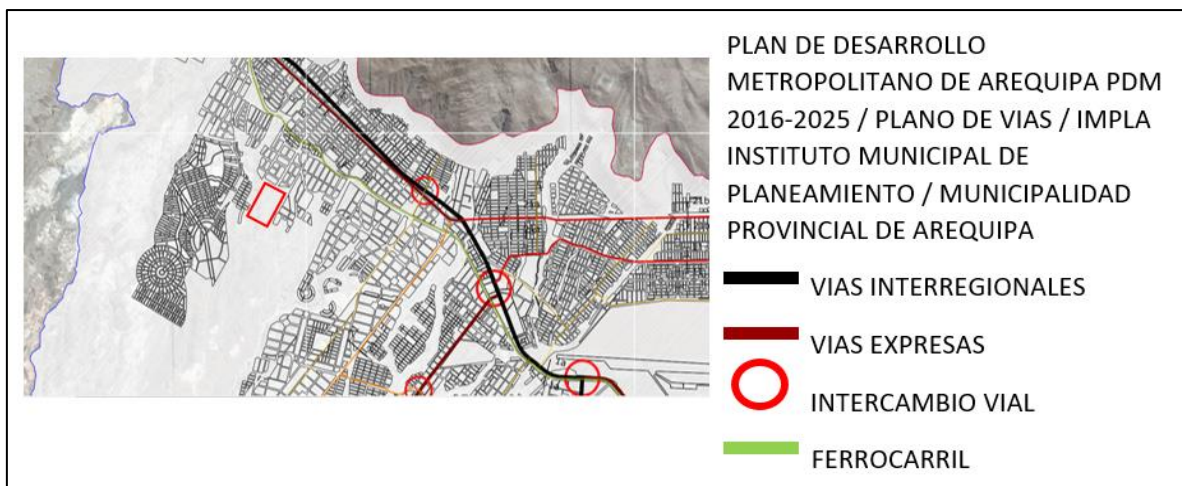 PLAN DE DESARROLLO
METROPOLITANO DE AREQUIPA PDM
2016-2025 / PLANO DE VIAS / IMPLA
INSTITUTO MUNICIPAL DE
PLANEAMIENTO / MUNICIPALIDAD
PROVINCIAL DE AREQUIPA
VIAS INTERREGIONALES
VIAS EXPRESAS
INTERCAMBIO VIAL
FERROCARRIL